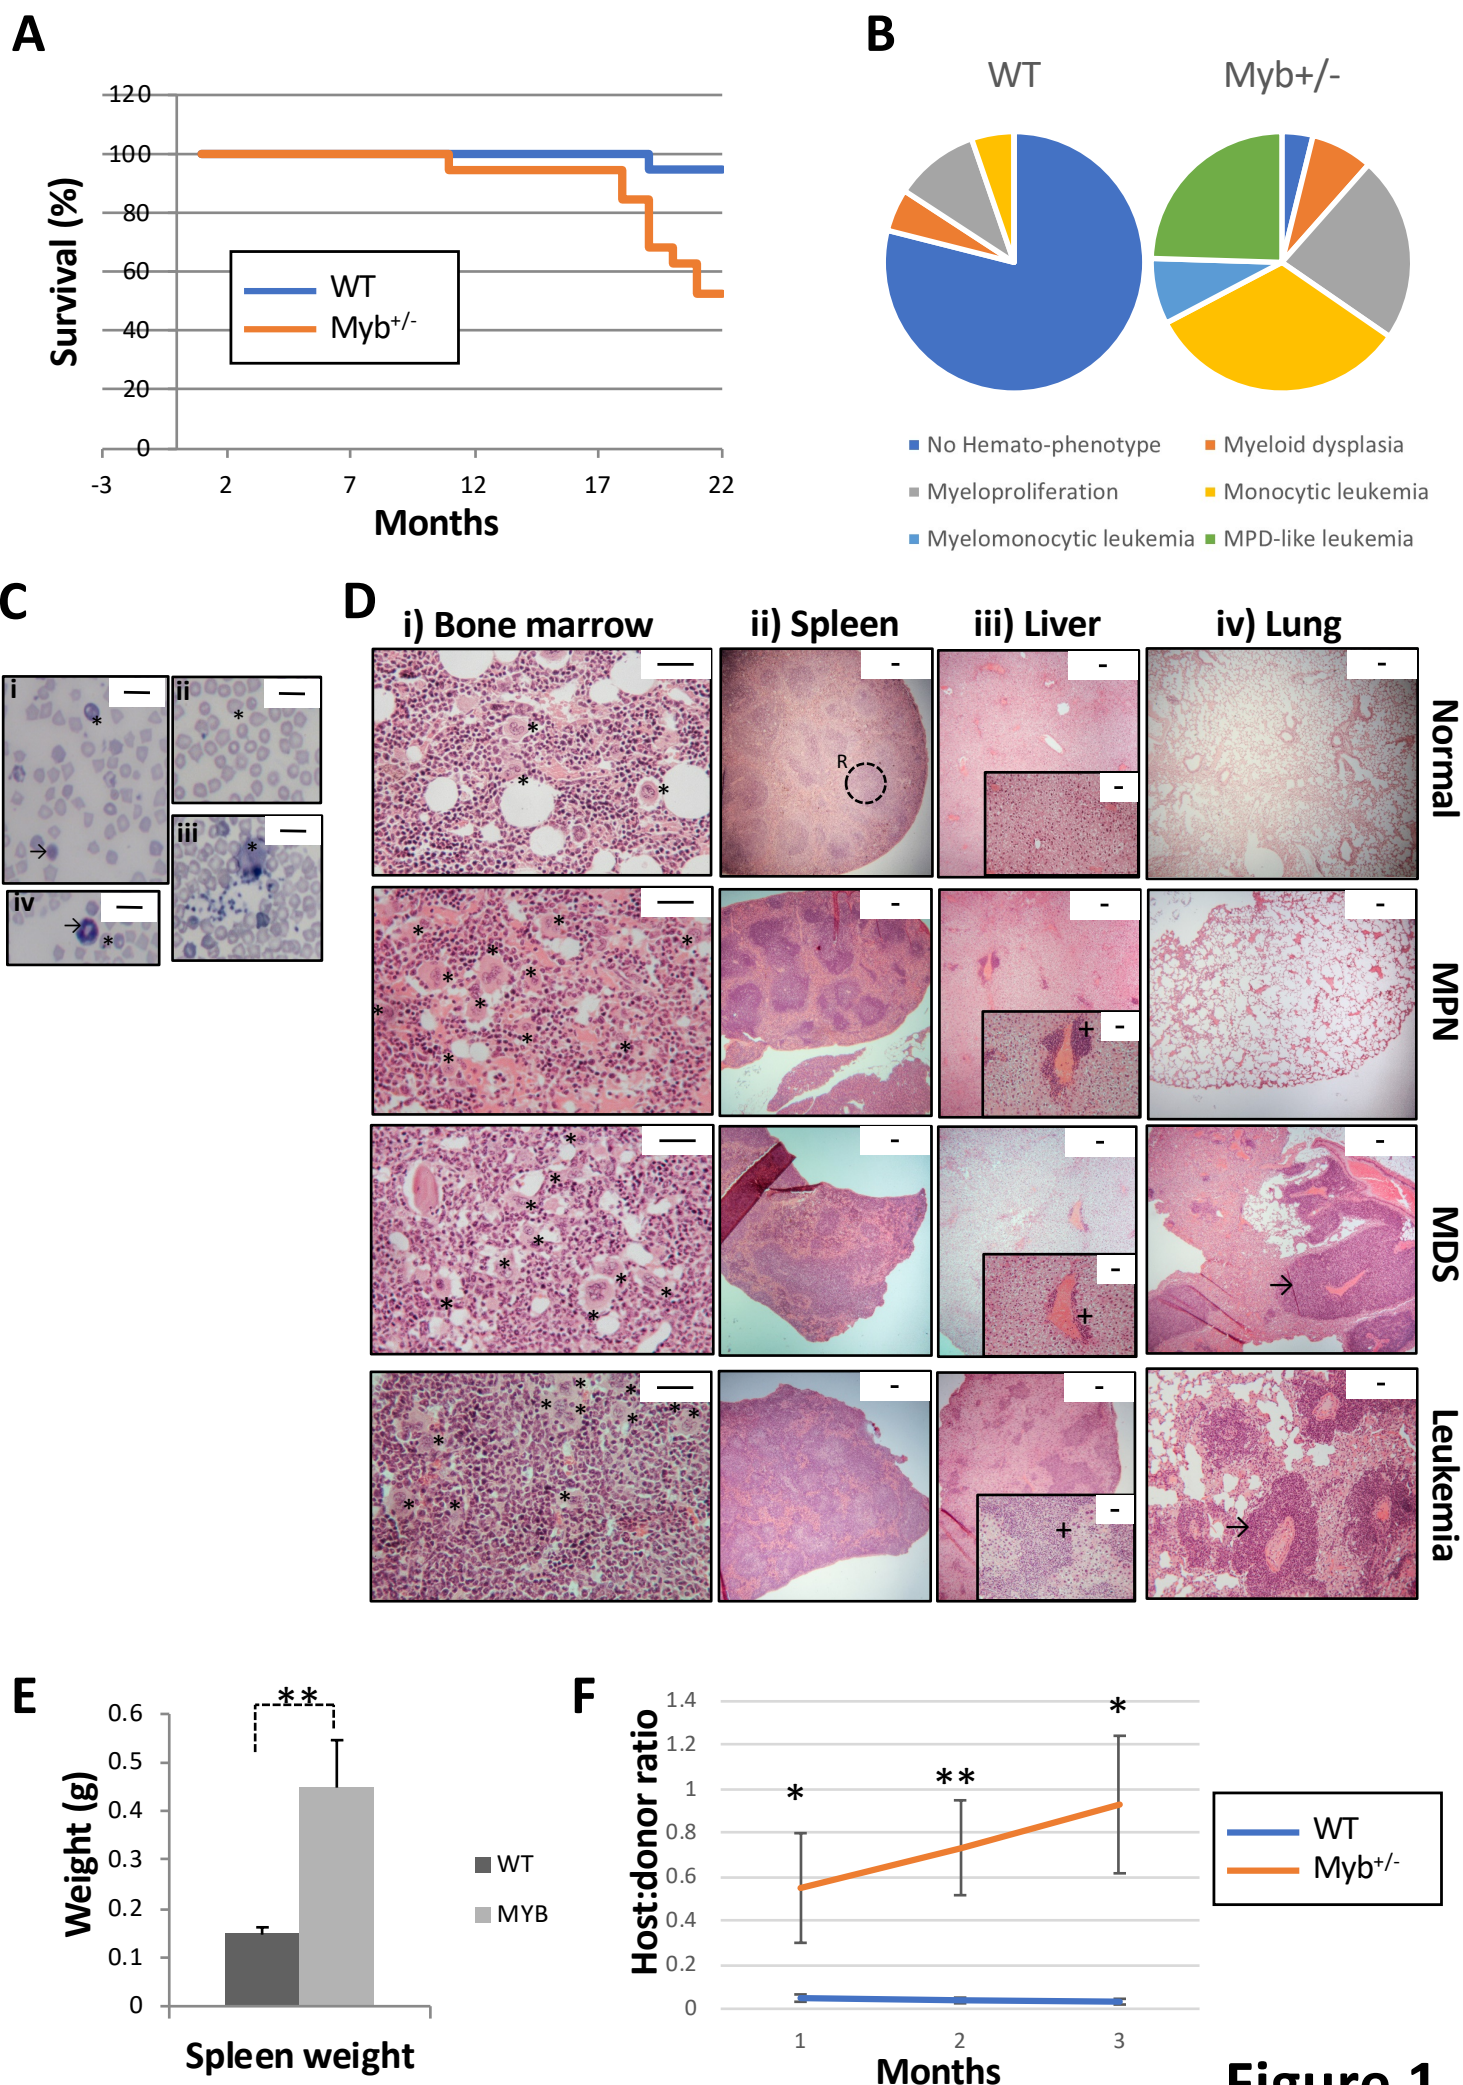 A
120
100
80
60
40
20
0
-3 2 7 12 17 22
Survival (%)
Months
WT
Myb+/-
B
WT Myb+/-
No Hemato-phenotype Myeloid dysplasia
Myeloproliferation Monocytic leukemia
Myelomonocytic leukemia MPD-like leukemia
C
i
*
ii
*
iii
*
iv
*
D
i) Bone marrow ii) Spleen iii) Liver iv) Lung
Normal
* * *
R
MPN
* * * * * * * * * * *
+
MDS
* * * * * * * * *
+
Leukemia
* * * * * * * * * * * *
+
E
0.6
0.5
0.4
0.3
0.2
0.1
0
Weight (g)
**
Spleen weight
WT
MYB
F
1.4
1.2
1
0.8
0.6
0.4
0.2
0
Host:donor ratio
* ** *
1 2 3
Months
WT
Myb+/-
Figure 1